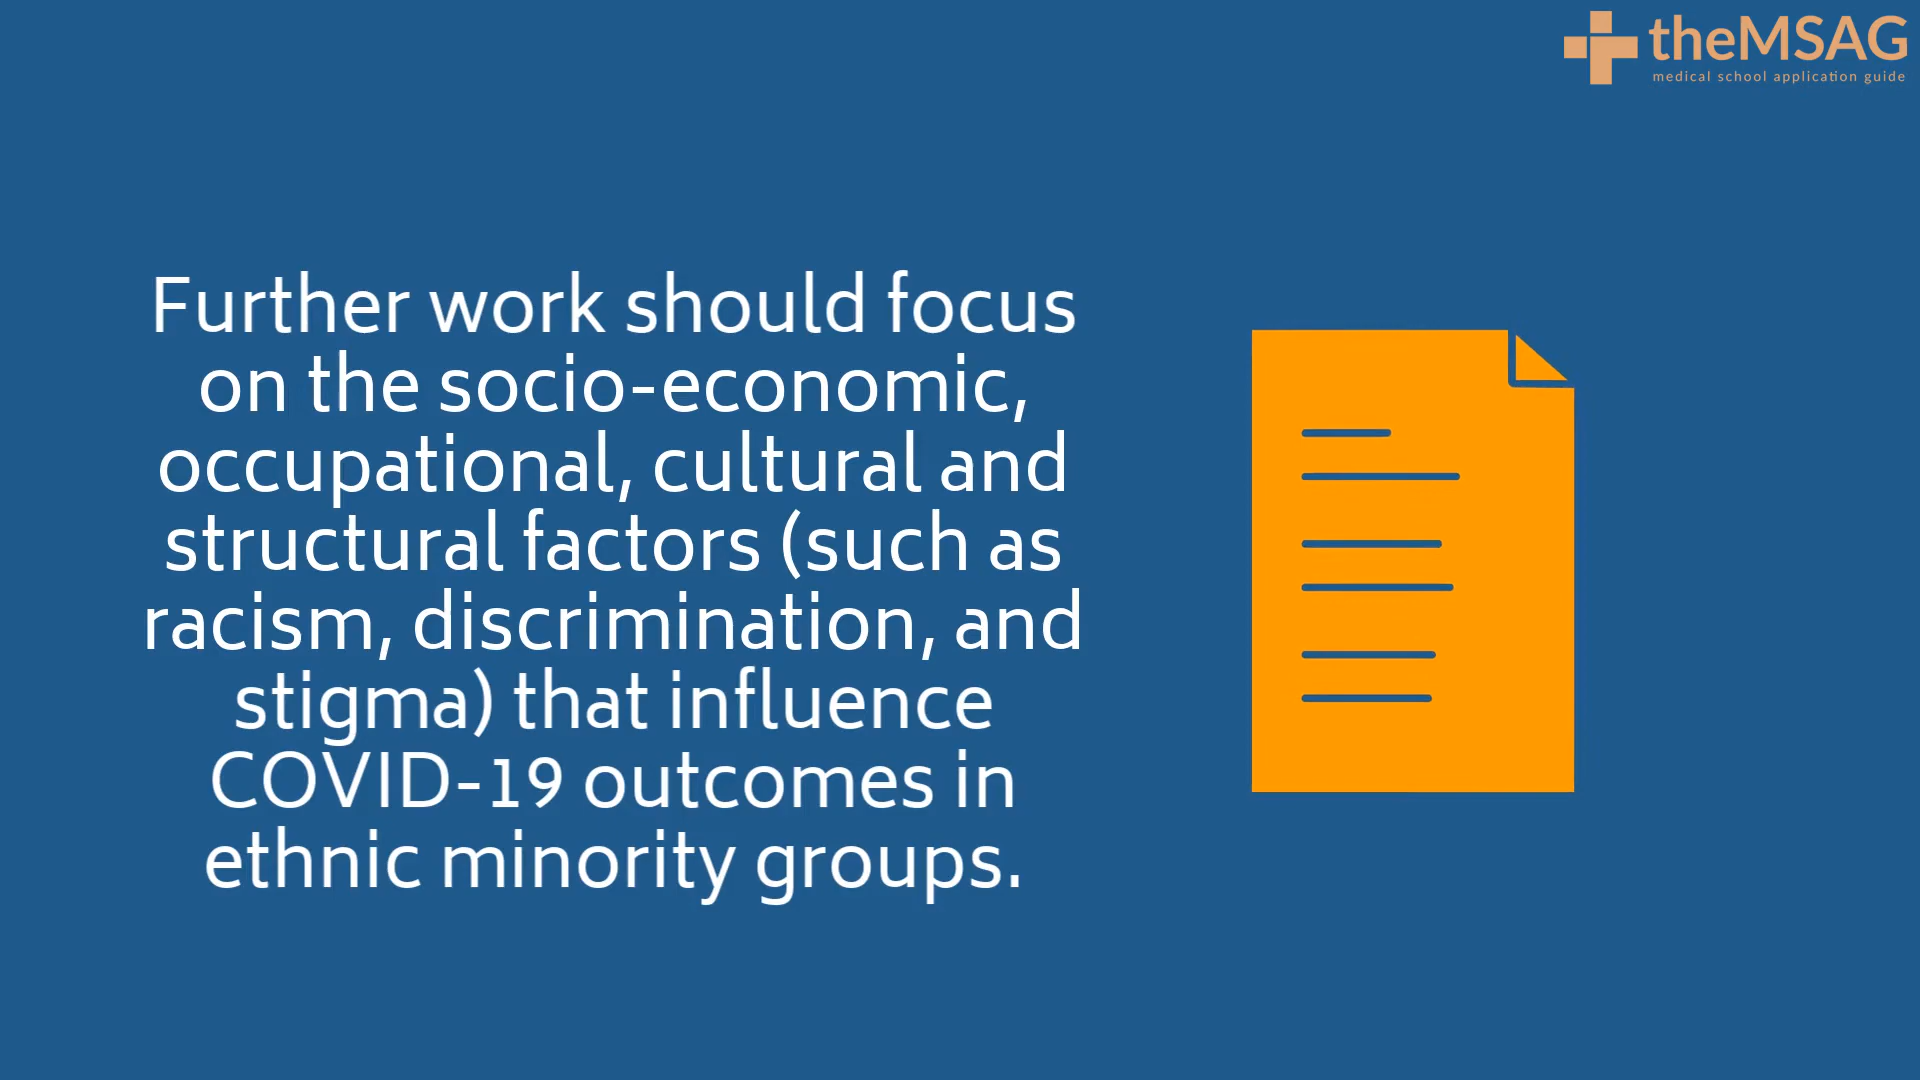 theMSAG
medical school application guide
Further work should focus
on the socio-economic,
occupational, cultural and
structural factors (such as
racism, discrimination, and
stigma) that influence
COVID-19 outcomes in
ethnic minority groups.